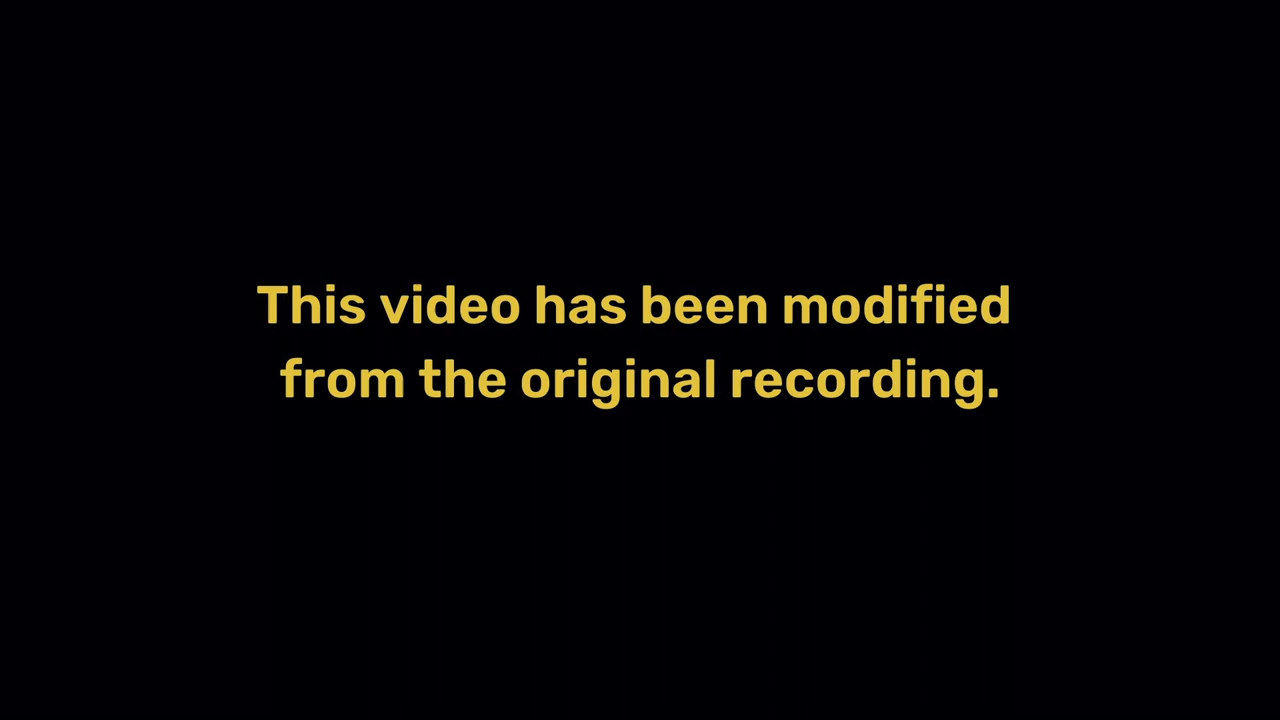 This video has been modified
from the original recording.